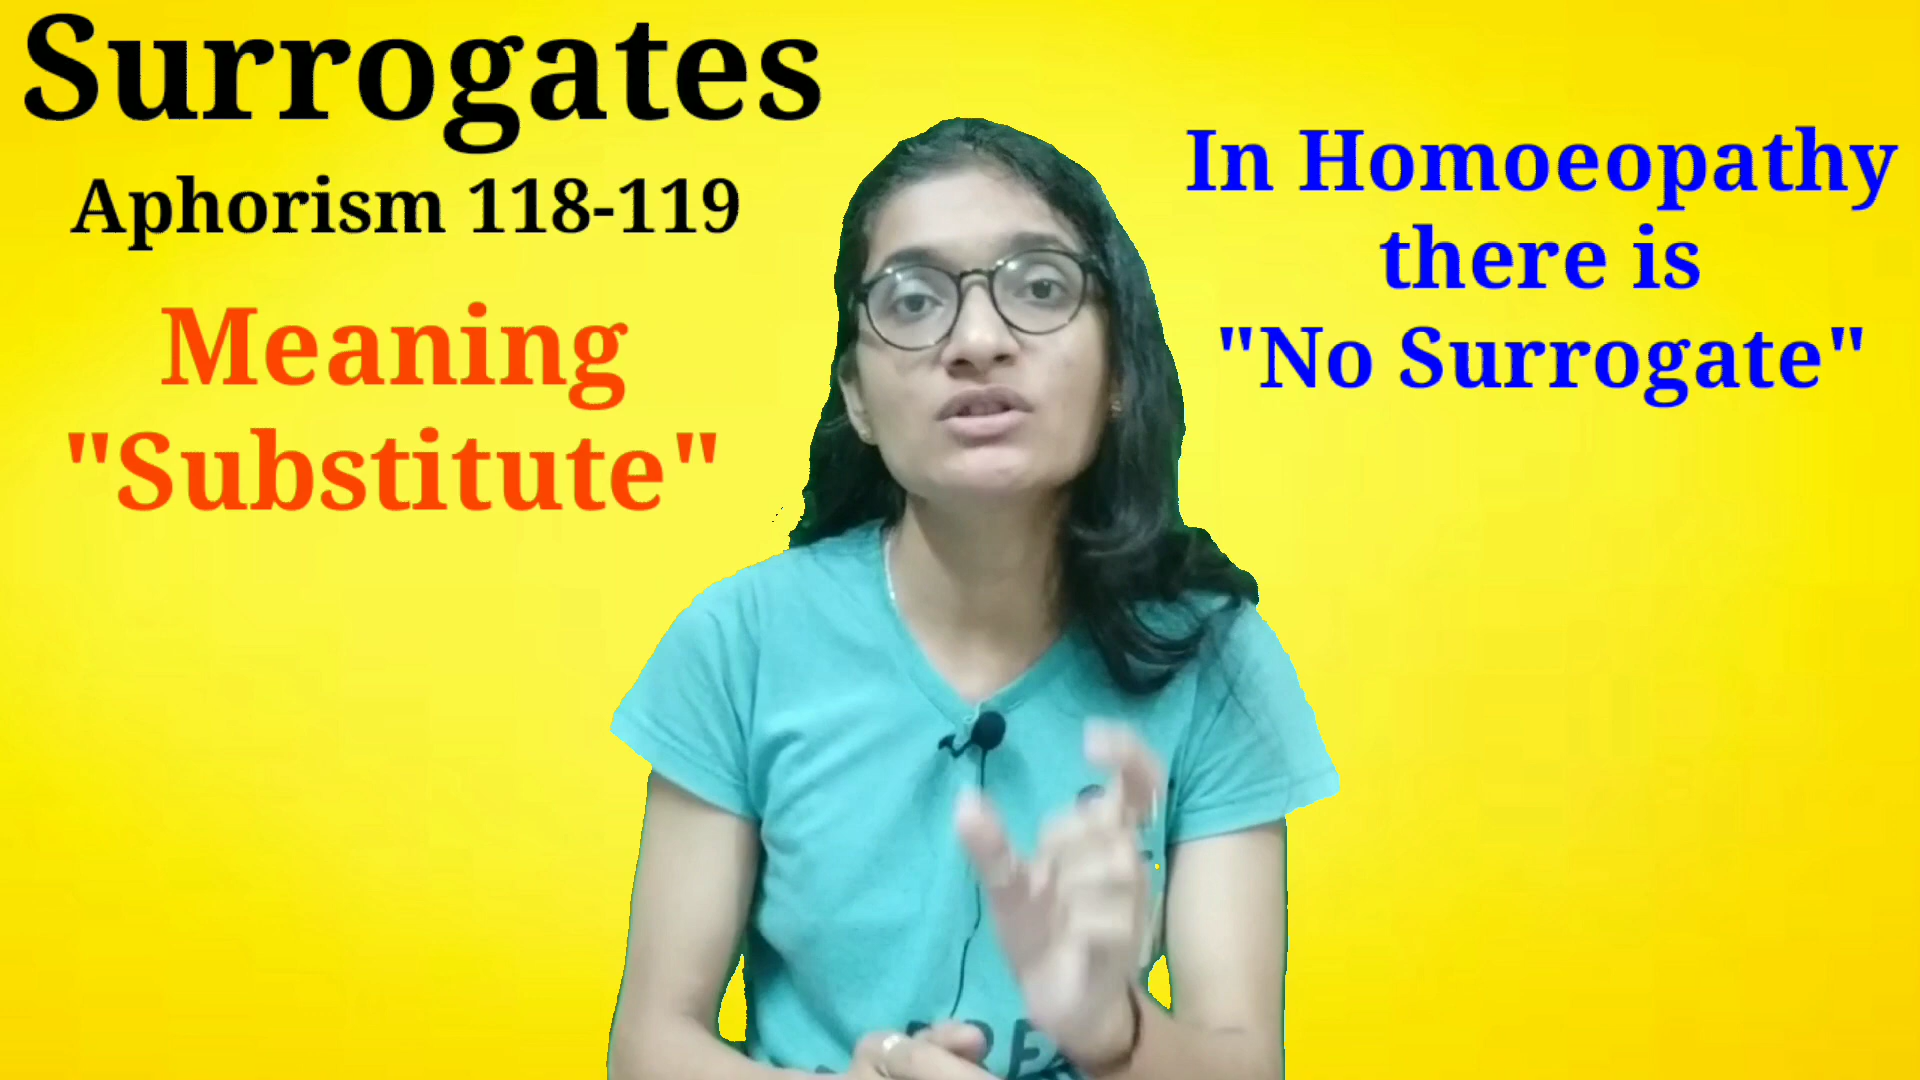 Surrogates
Aphorism 118-119
Meaning
"Substitute"
In Homoeopathy
there is
"No Surrogate"